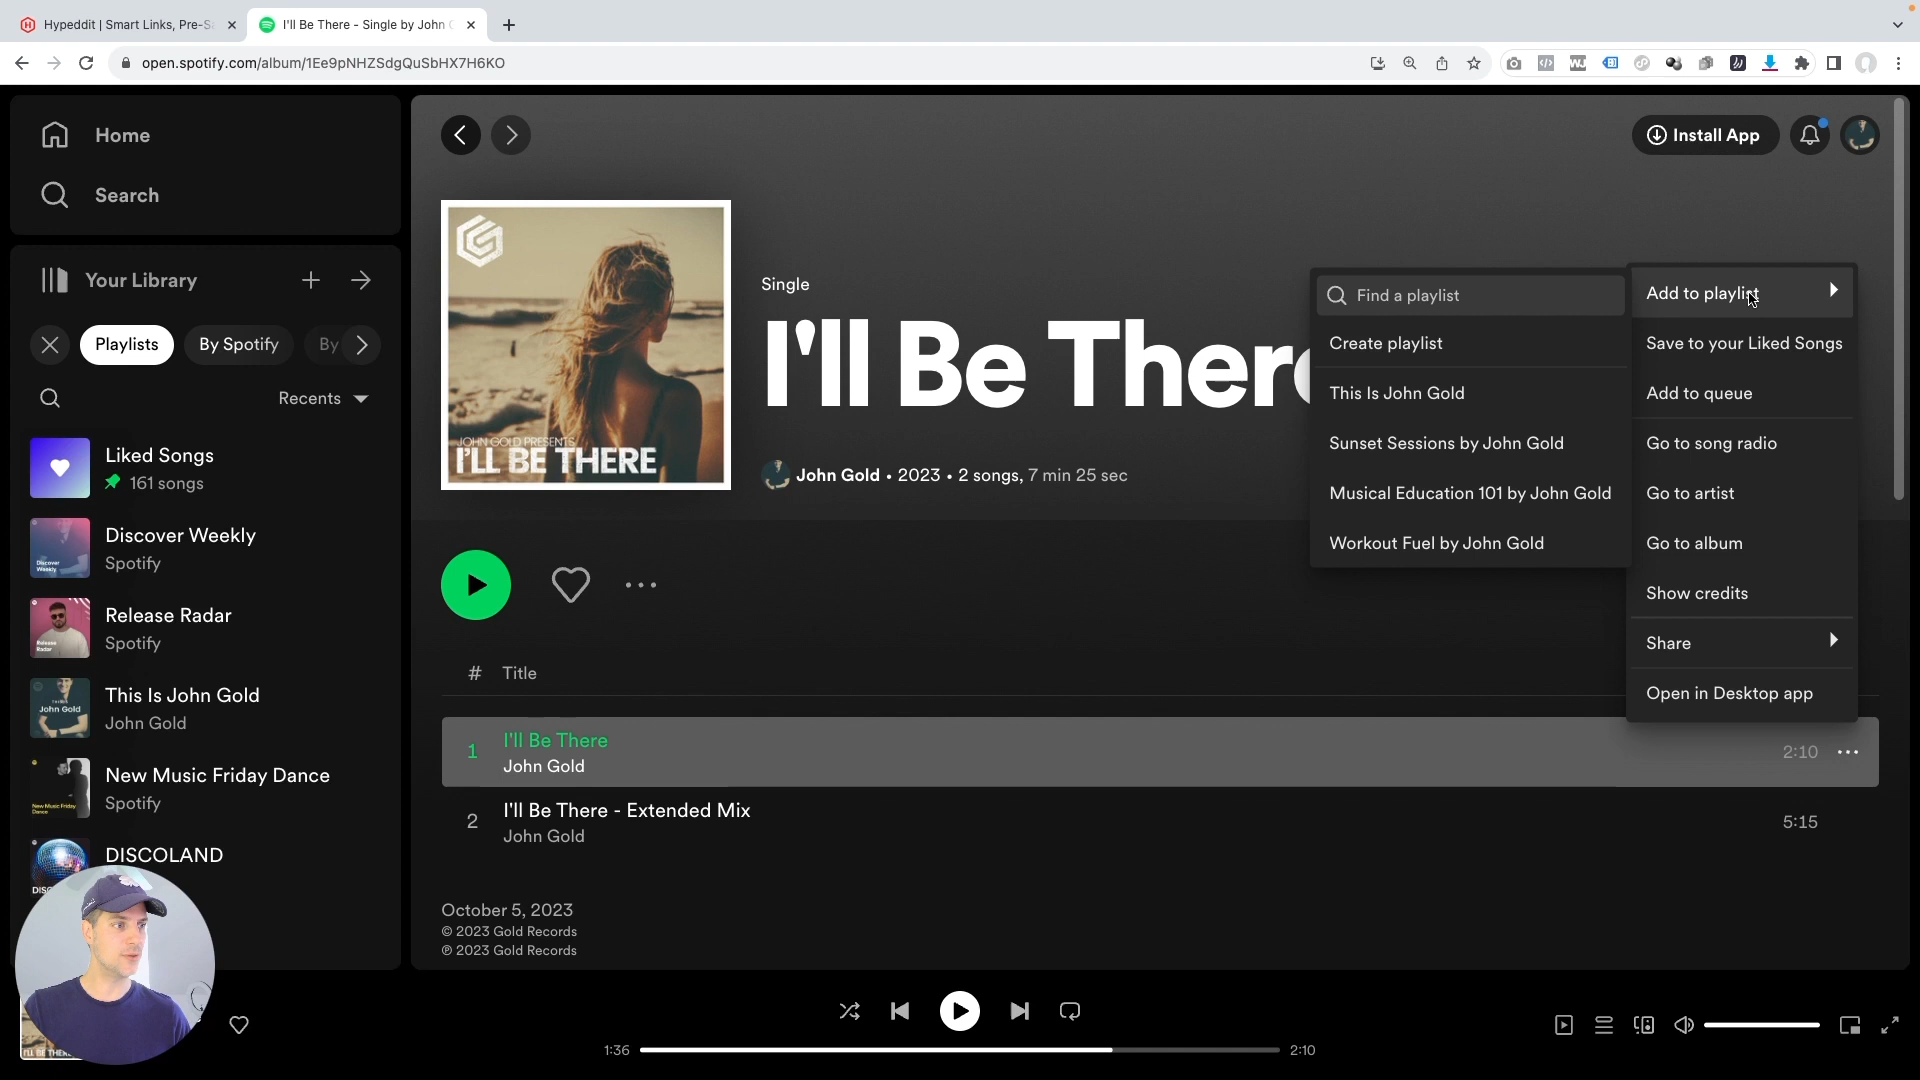 Hypeddit | Smart Links, Pre-S
I'll Be There - Single by John
open.spotify.com/album/1Ee9pNHZSdgQuSbHX7H6KO
Home
Search
Your Library
Playlists
By Spotify
By
Recents
Liked Songs
161 songs
Discover Weekly
Spotify
Release Radar
Spotify
This Is John Gold
John Gold
New Music Friday Dance
Spotify
DISCOLAND
Install App
JOHN GOLD PRESENTS
I'LL BE THERE
Single
I'll Be There
John Gold • 2023 • 2 songs, 7 min 25 sec
Find a playlist
Create playlist
This Is John Gold
Sunset Sessions by John Gold
Musical Education 101 by John Gold
Workout Fuel by John Gold
Add to playlist
Save to your Liked Songs
Add to queue
Go to song radio
Go to artist
Go to album
Show credits
Share
Open in Desktop app
# Title
1 I'll Be There 2:10
John Gold
2 I'll Be There - Extended Mix 5:15
John Gold
October 5, 2023
© 2023 Gold Records
℗ 2023 Gold Records
1:36
2:10